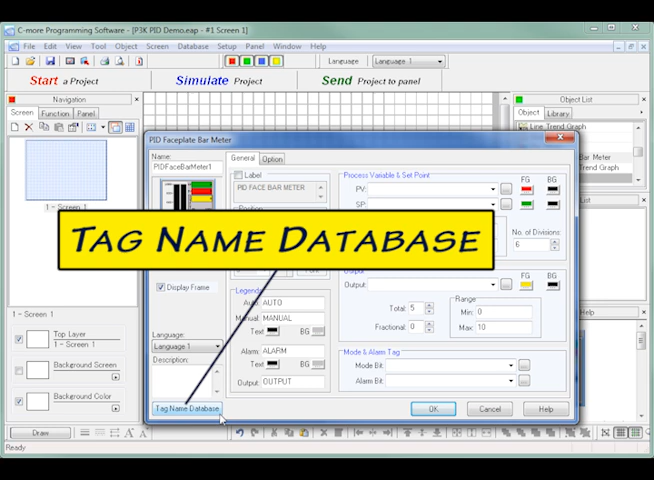 C-more Programming Software - [P3K PID Demo.eap - #1 Screen 1]
File Edit View Tool Object Screen Database Setup Panel Window Help
Language Language 1
Start a Project Simulate Project Send Project to panel
Navigation
Object List
Screen Function Panel
Object Library
Line Trend Graph
Bar Meter
Trend Graph
List
1 - Screen 1
PID Faceplate Bar Meter
Name:
PIDFaceBarMeter1
General Option
Label
PID FACE BAR METER
Position
Process Variable & Set Point
FG BG
PV:
SP:
No. of Divisions:
6
TAG NAME DATABASE
Display Frame
Output
FG BG
Output:
Total: 5
Fractional: 0
Range
Min: 0
Max: 10
Legends
Auto: AUTO
Manual: MANUAL
Text BG
Alarm: ALARM
Text BG
Output: OUTPUT
Language:
Language 1
Description:
Mode & Alarm Tag
Mode Bit:
Alarm Bit:
Tag Name Database
OK Cancel Help
Help
1 - Screen 1
Top Layer
1 - Screen 1
Background Screen
Background Color
Draw
Ready